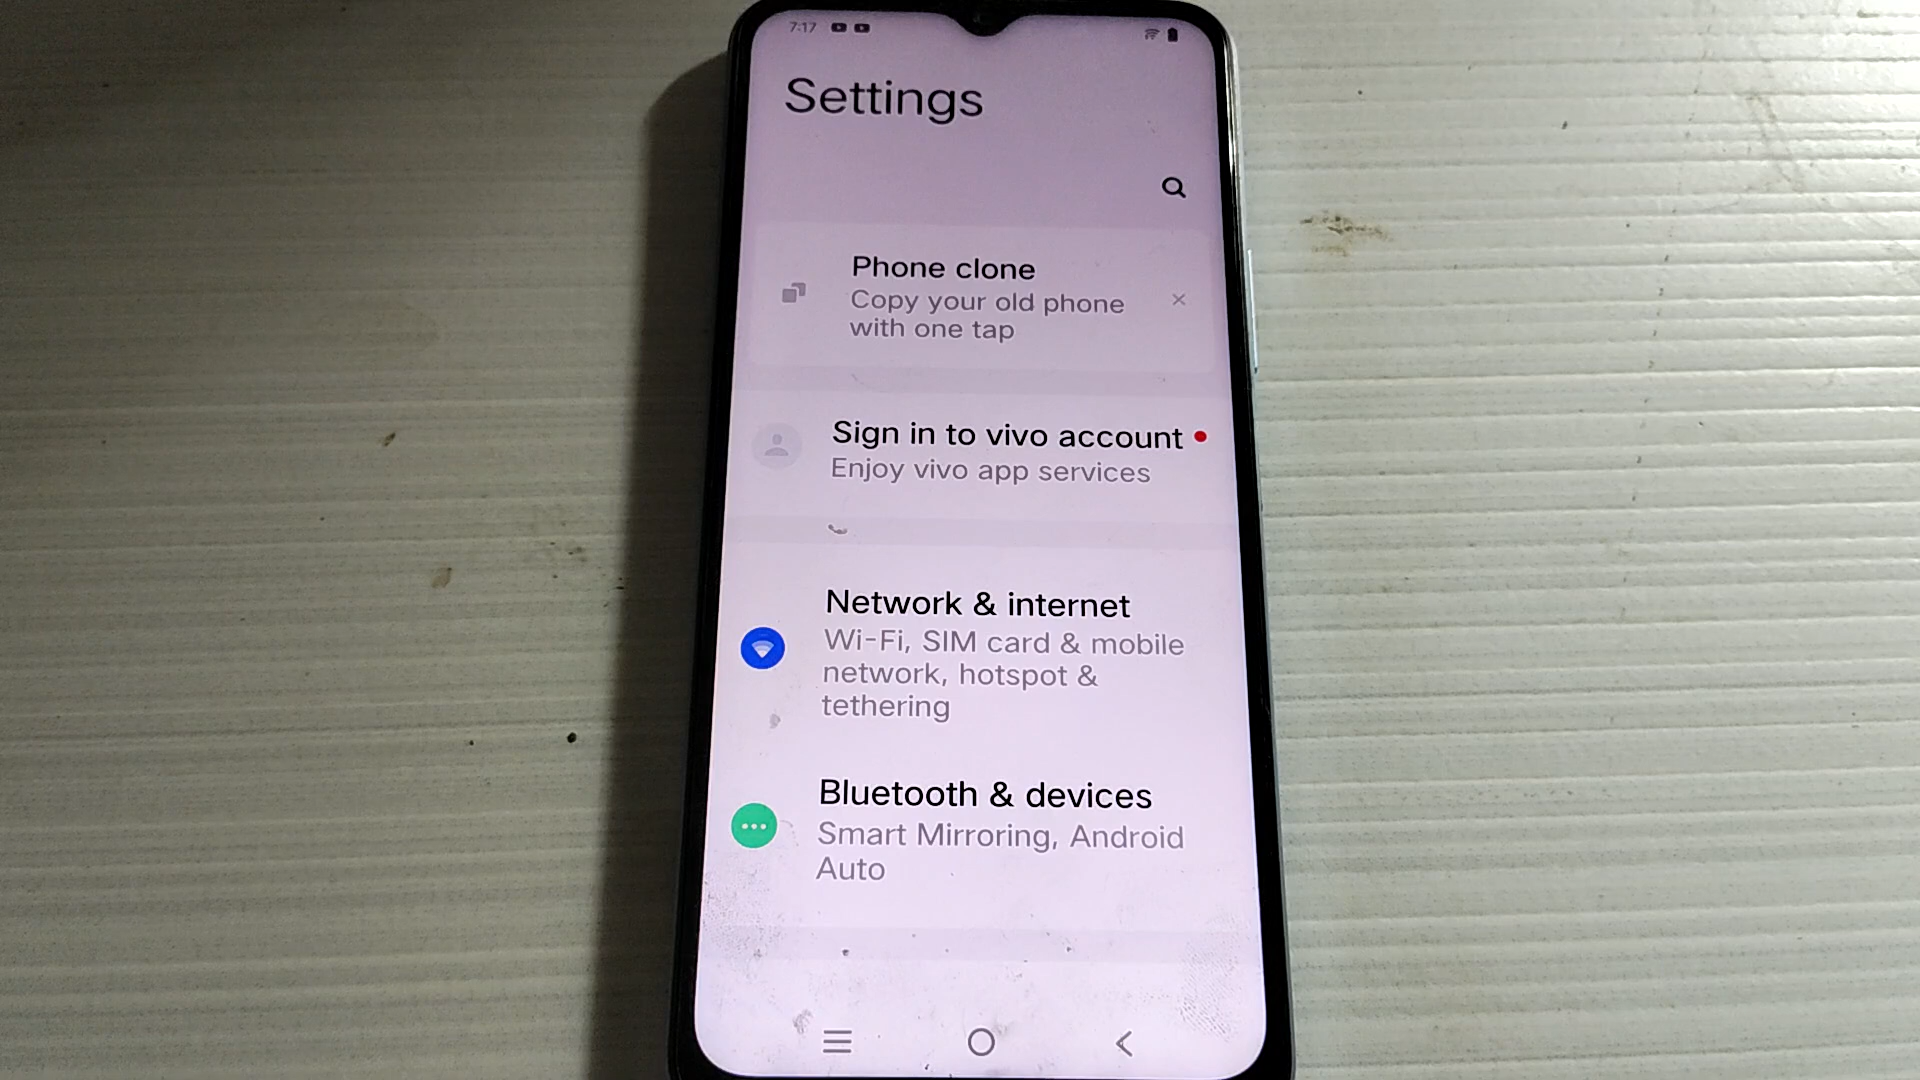 7:17
Settings
Phone clone
Copy your old phone
with one tap
Sign in to vivo account
Enjoy vivo app services
Network & internet
Wi-Fi, SIM card & mobile
network, hotspot &
tethering
Bluetooth & devices
Smart Mirroring, Android
Auto